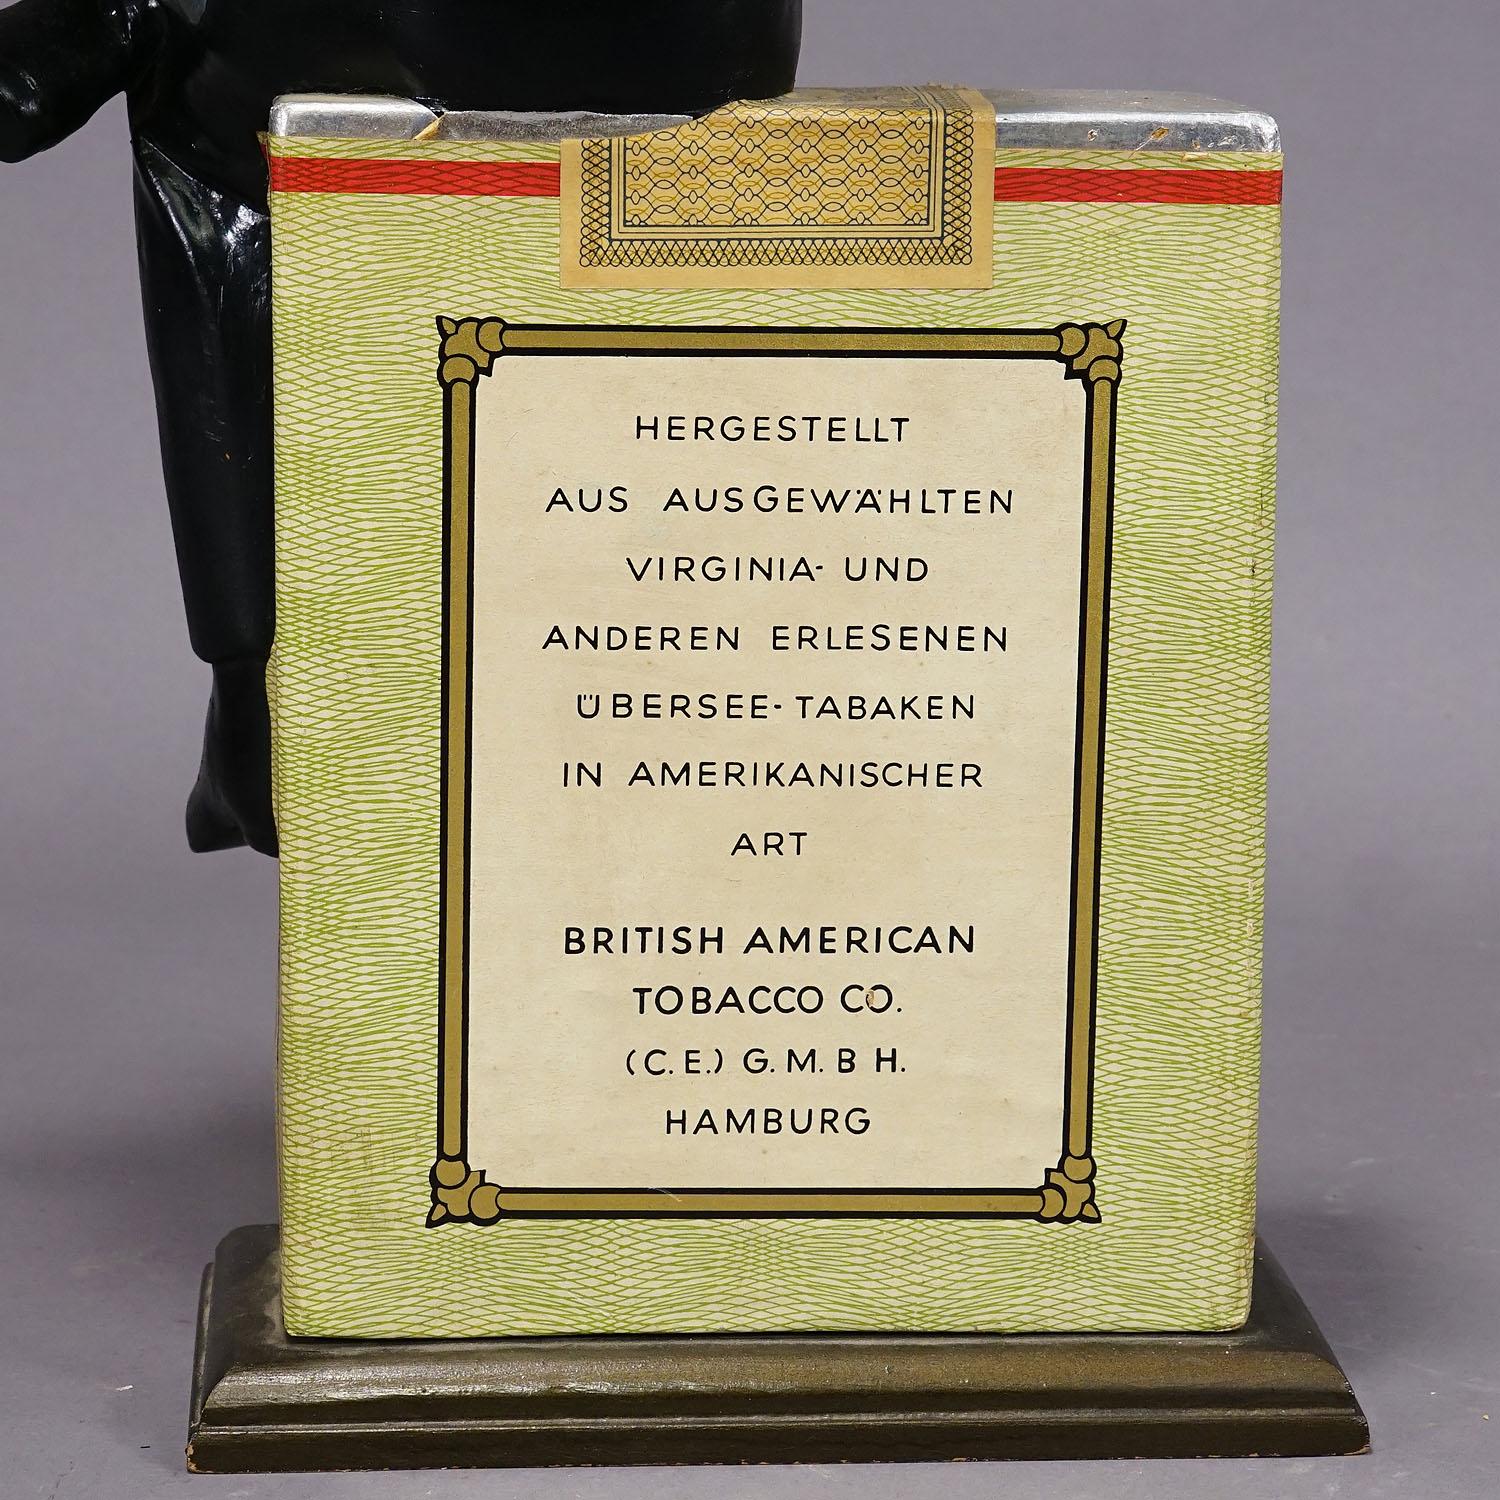 HERGESTELLT
AUS AUSGEWÄHLTEN
VIRGINIA- UND
ANDEREN ERLESENEN
ÜBERSEE-TABAKEN
IN AMERIKANISCHER
ART
BRITISH AMERICAN
TOBACCO CO.
(C.E.) G.M.B H.
HAMBURG